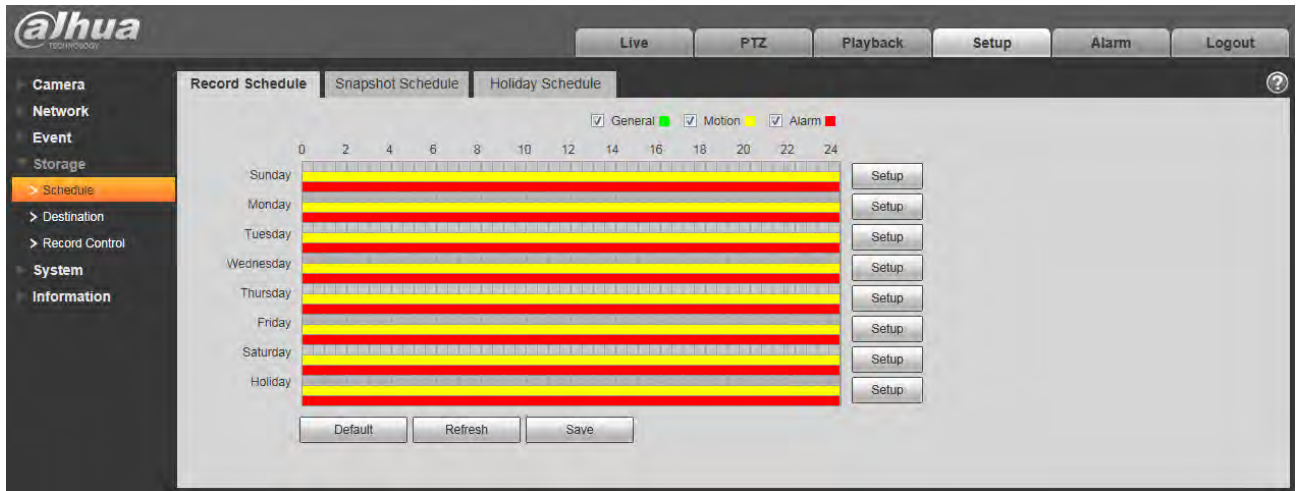 alhua
TECHNOLOGY
Live PTZ Playback Setup Alarm Logout
Camera
Network
Event
Storage
> Schedule
> Destination
> Record Control
System
Information
Record Schedule Snapshot Schedule Holiday Schedule ?
General Motion Alarm
0 2 4 6 8 10 12 14 16 18 20 22 24
Sunday Setup
Monday Setup
Tuesday Setup
Wednesday Setup
Thursday Setup
Friday Setup
Saturday Setup
Holiday Setup
Default Refresh Save